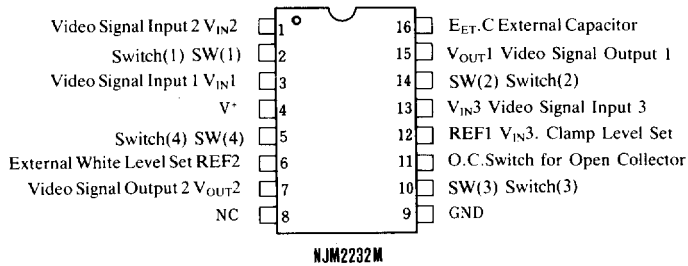 Video Signal Input 2 VIN2 1 16 EET.C External Capacitor
Switch(1) SW(1) 2 15 VOUT1 Video Signal Output 1
Video Signal Input 1 VIN1 3 14 SW(2) Switch(2)
V+ 4 13 VIN3 Video Signal Input 3
Switch(4) SW(4) 5 12 REF1 VIN3. Clamp Level Set
External White Level Set REF2 6 11 O.C.Switch for Open Collector
Video Signal Output 2 VOUT2 7 10 SW(3) Switch(3)
NC 8 9 GND
NJM2232M